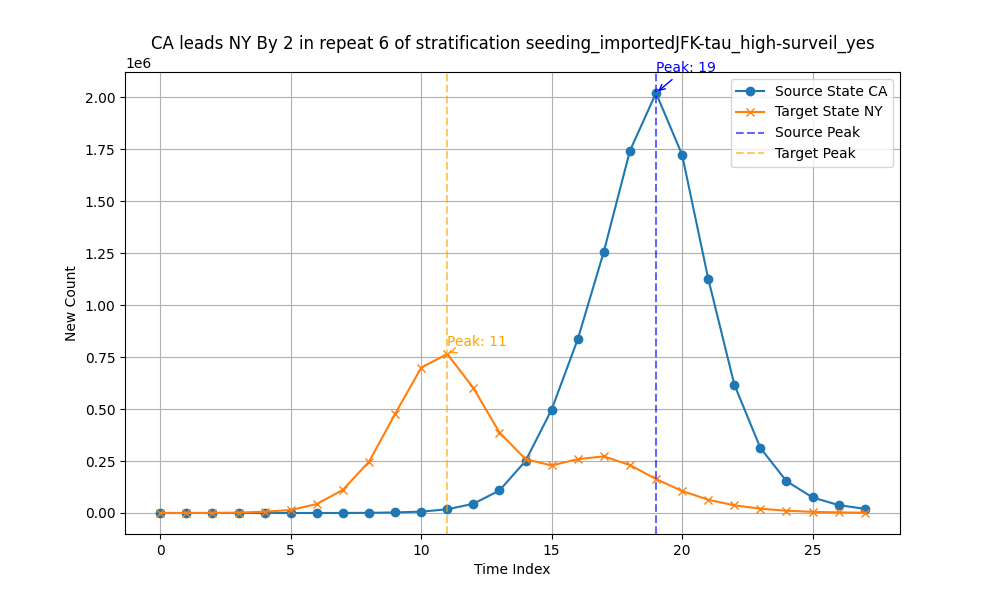 CA leads NY By 2 in repeat 6 of stratification seeding_importedJFK-tau_high-surveil_yes
1e6
Peak: 19
Source State CA
Target State NY
Source Peak
Target Peak
2.00
1.75
1.50
1.25
1.00
0.75
0.50
0.25
0.00
New Count
Peak: 11
0 5 10 15 20 25
Time Index